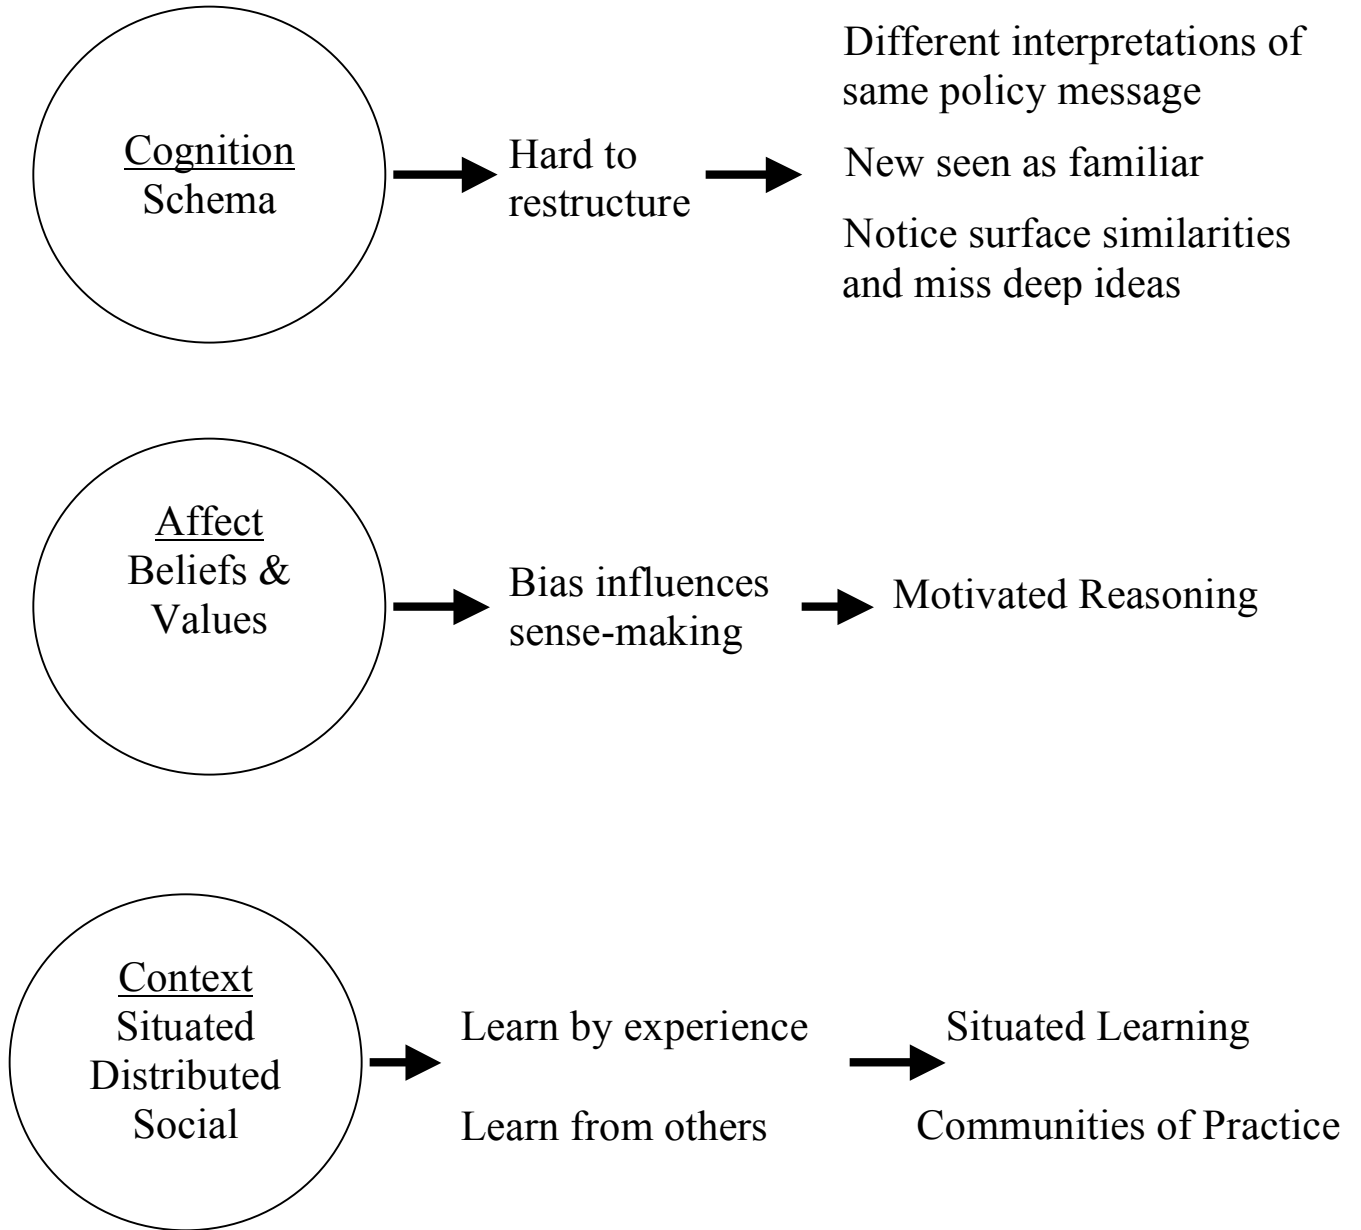 Cognition
Schema
Hard to
restructure
Different interpretations of
same policy message
New seen as familiar
Notice surface similarities
and miss deep ideas
Affect
Beliefs &
Values
Bias influences
sense-making
Motivated Reasoning
Context
Situated
Distributed
Social
Learn by experience
Learn from others
Situated Learning
Communities of Practice